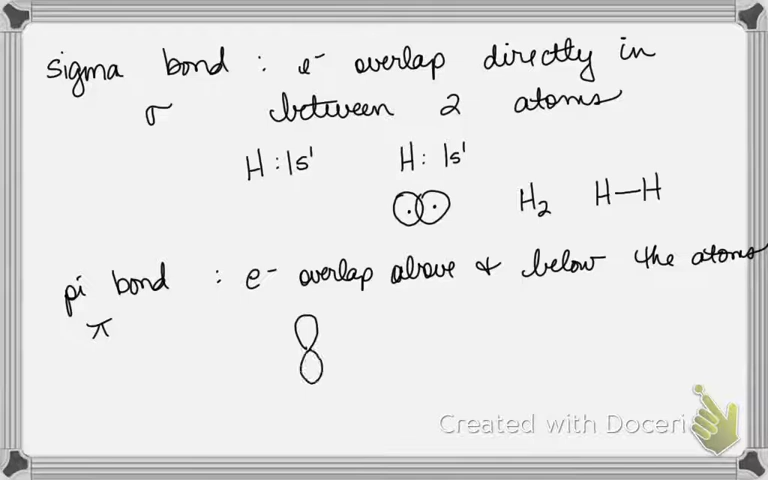 sigma bond : e⁻ overlap directly in
σ between 2 atoms
H : 1s¹ H : 1s¹
H₂ H—H
pi bond : e⁻ overlap above & below the atoms
π
Created with Doceri